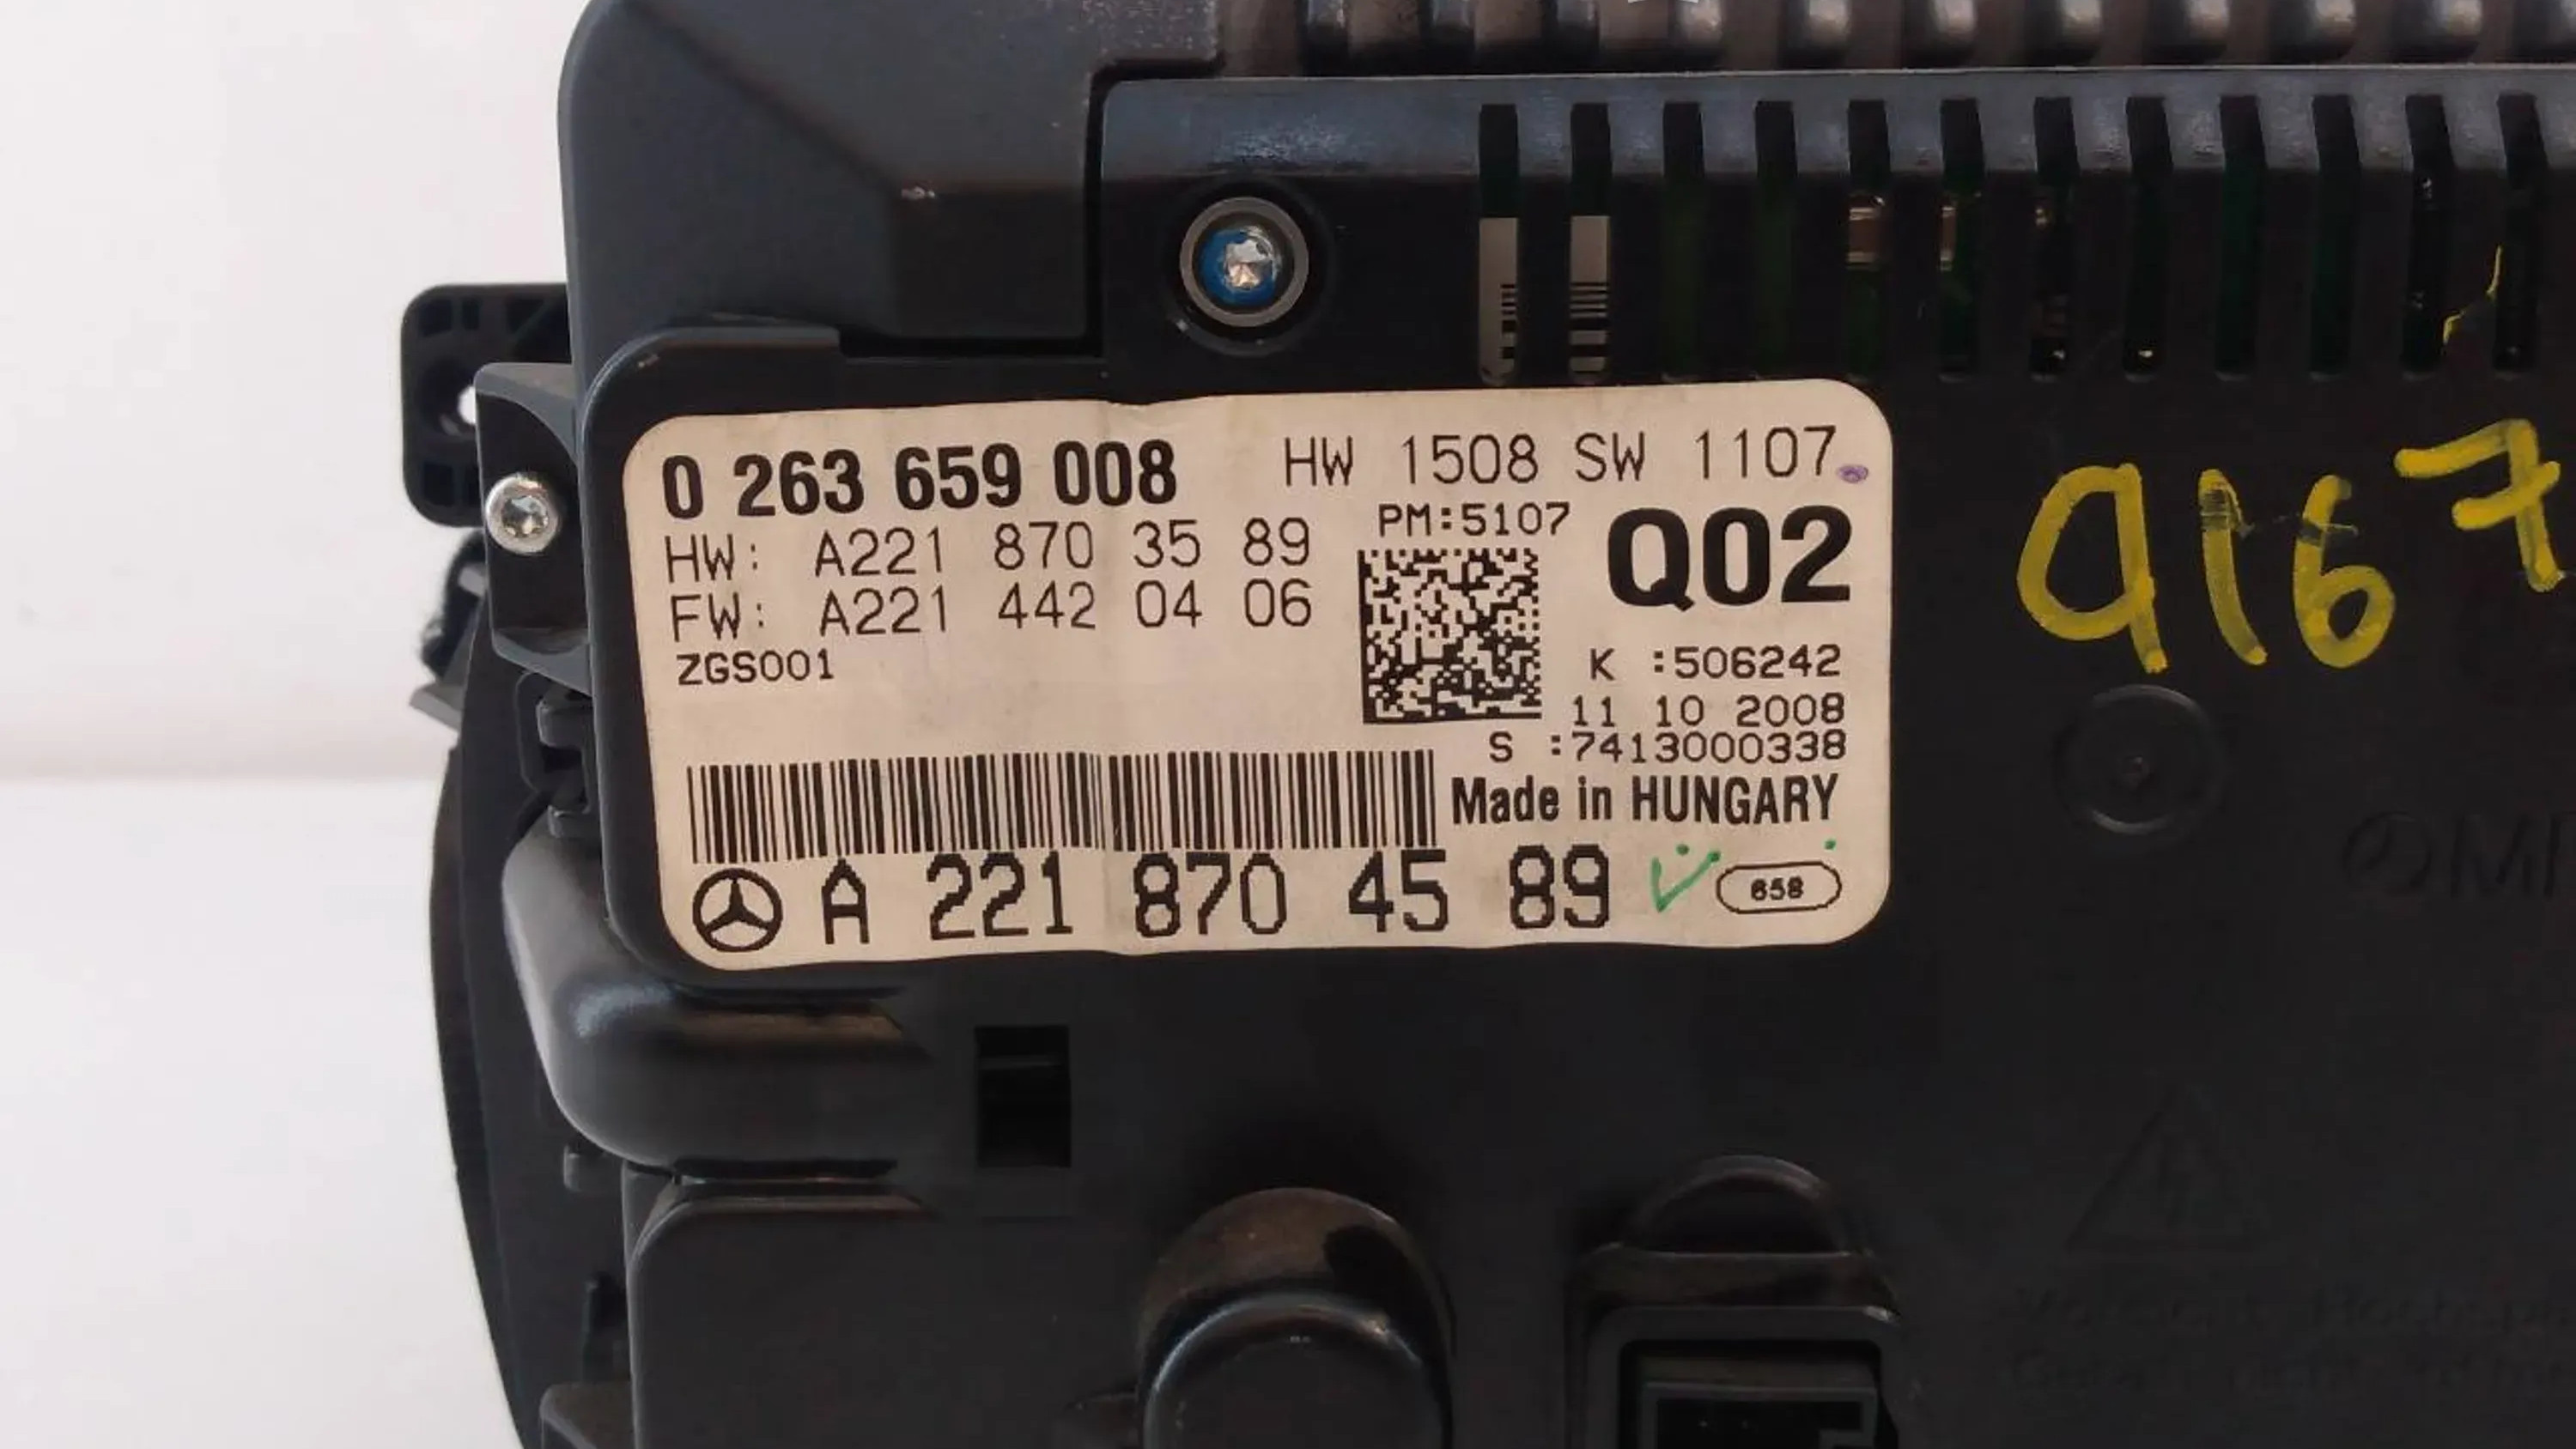 0 263 659 008 HW 1508 SW 1107
HW: A221 870 35 89 PM:5107 Q02
FW: A221 442 04 06
ZGS001 K :506242
11 10 2008
S :7413000338
Made in HUNGARY
A 221 870 45 89 658
9167